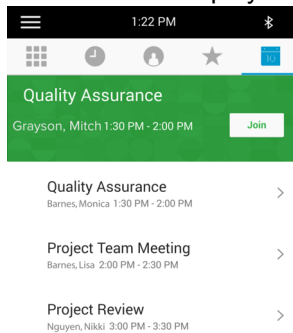 1:22 PM
10
Quality Assurance
Grayson, Mitch 1:30 PM - 2:00 PM
Join
Quality Assurance
Barnes, Monica 1:30 PM - 2:00 PM
Project Team Meeting
Barnes, Lisa 2:00 PM - 2:30 PM
Project Review
Nguyen, Nikki 3:00 PM - 3:30 PM